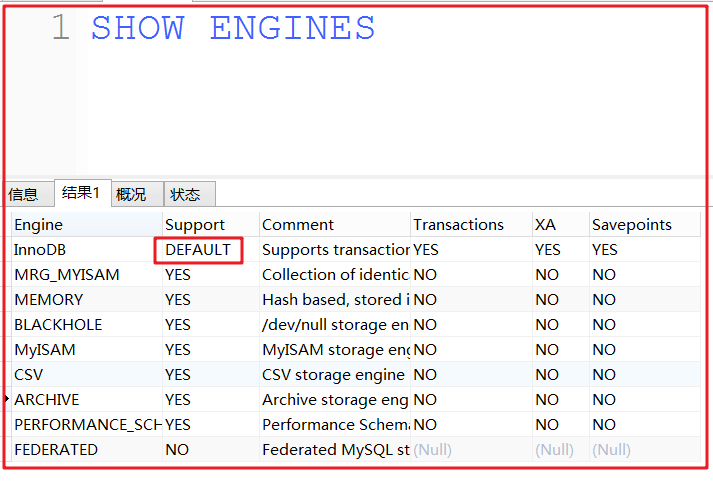 1 SHOW ENGINES
信息 结果1 概况 状态
Engine Support Comment Transactions XA Savepoints
InnoDB DEFAULT Supports transaction YES YES YES
MRG_MYISAM YES Collection of identica NO NO NO
MEMORY YES Hash based, stored i NO NO NO
BLACKHOLE YES /dev/null storage en NO NO NO
MyISAM YES MyISAM storage eng NO NO NO
CSV YES CSV storage engine NO NO NO
ARCHIVE YES Archive storage eng NO NO NO
PERFORMANCE_SCH YES Performance Schema NO NO NO
FEDERATED NO Federated MySQL st (Null) (Null) (Null)